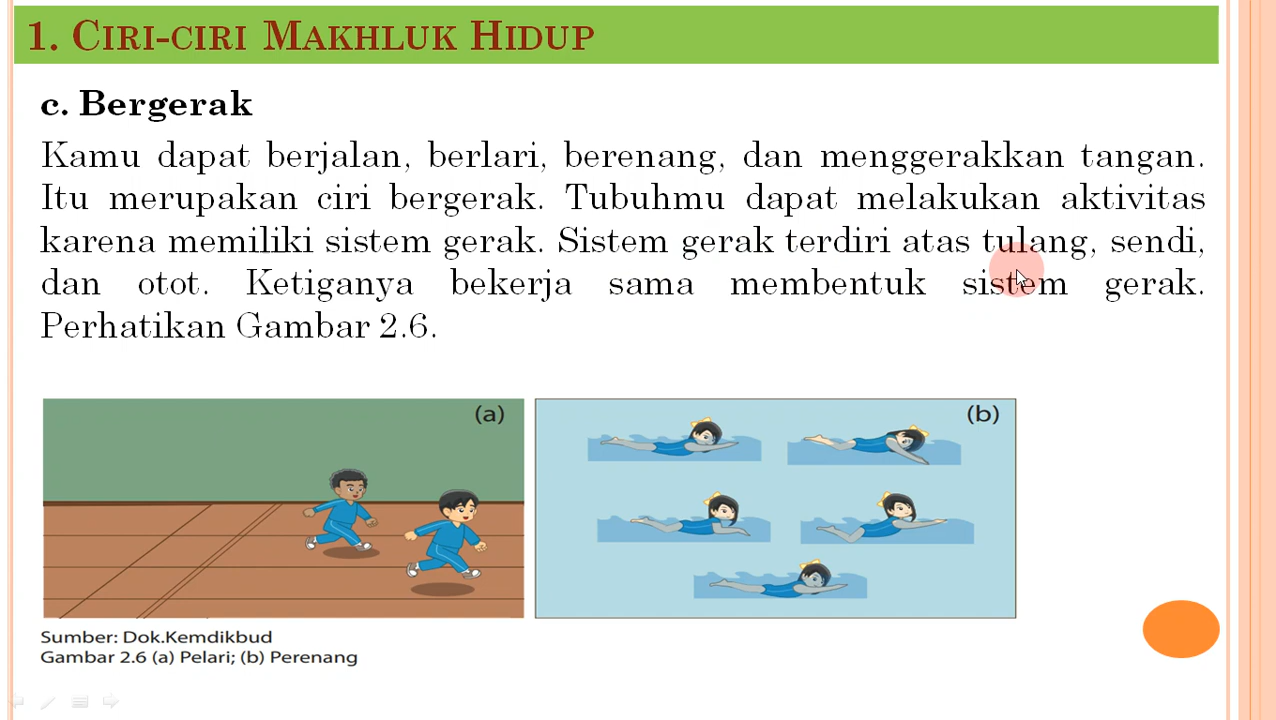 1. CIRI-CIRI MAKHLUK HIDUP
c. Bergerak
Kamu dapat berjalan, berlari, berenang, dan menggerakkan tangan.
Itu merupakan ciri bergerak. Tubuhmu dapat melakukan aktivitas
karena memiliki sistem gerak. Sistem gerak terdiri atas tulang, sendi,
dan otot. Ketiganya bekerja sama membentuk sistem gerak.
Perhatikan Gambar 2.6.
(a)
(b)
Sumber: Dok.Kemdikbud
Gambar 2.6 (a) Pelari; (b) Perenang